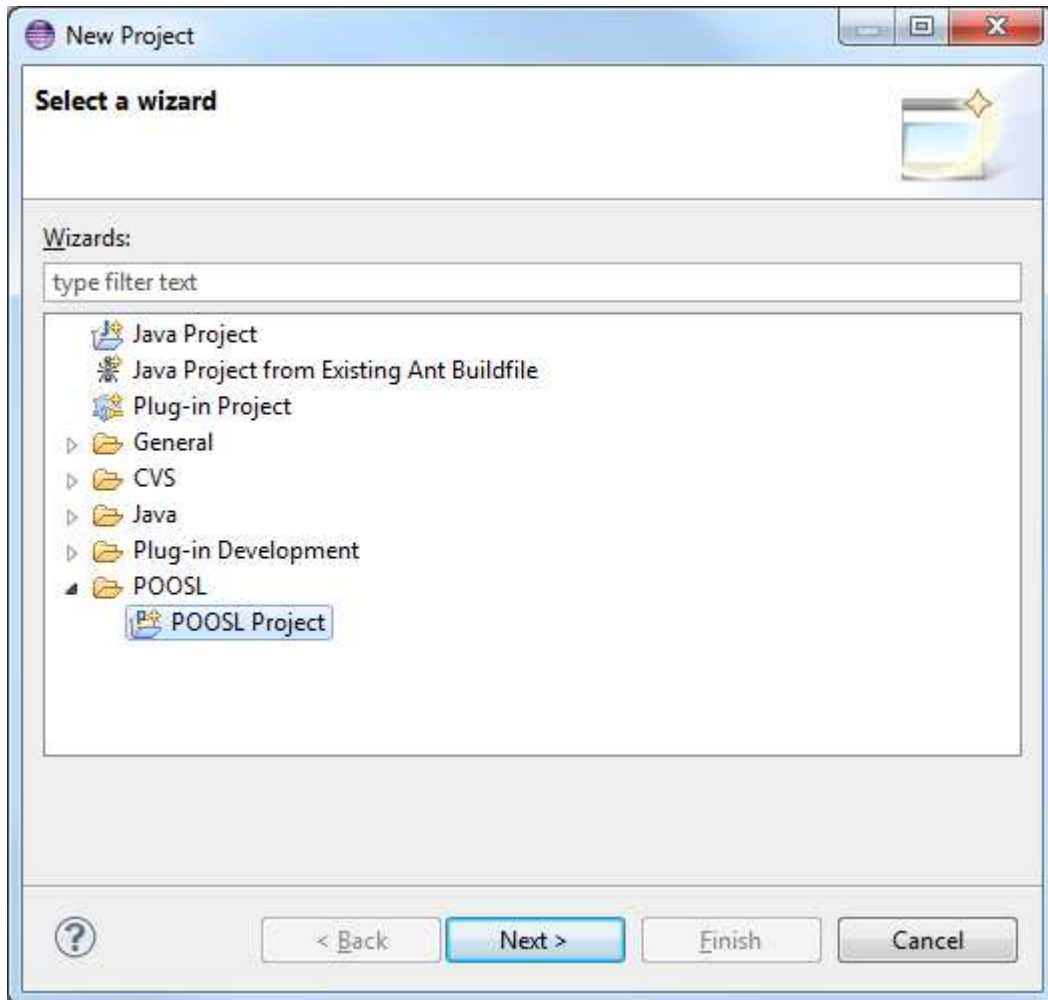 New Project
Select a wizard
Wizards:
type filter text
Java Project
Java Project from Existing Ant Buildfile
Plug-in Project
General
CVS
Java
Plug-in Development
POOSL
POOSL Project
< Back Next > Finish Cancel